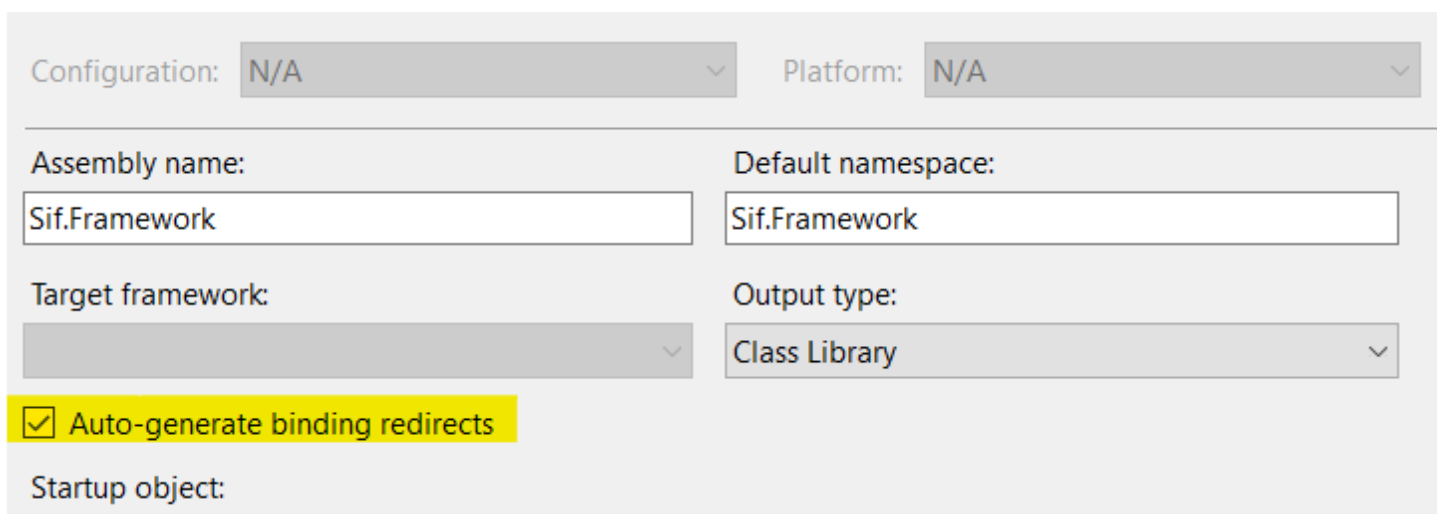 Configuration: N/A Platform: N/A
Assembly name: Default namespace:
Sif.Framework Sif.Framework
Target framework: Output type:
Class Library
Auto-generate binding redirects
Startup object: